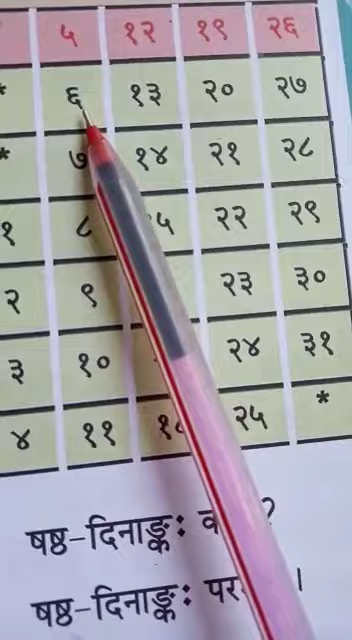 ५ १२ १९ २६
* ६ १३ २० २७
* ७ १४ २१ २८
१ ८ २२ २९
२ ९ २३ ३०
३ १० २४ ३१
४ ११ २५ *
षष्ठ-दिनाङ्कः ?
षष्ठ-दिनाङ्कः ।